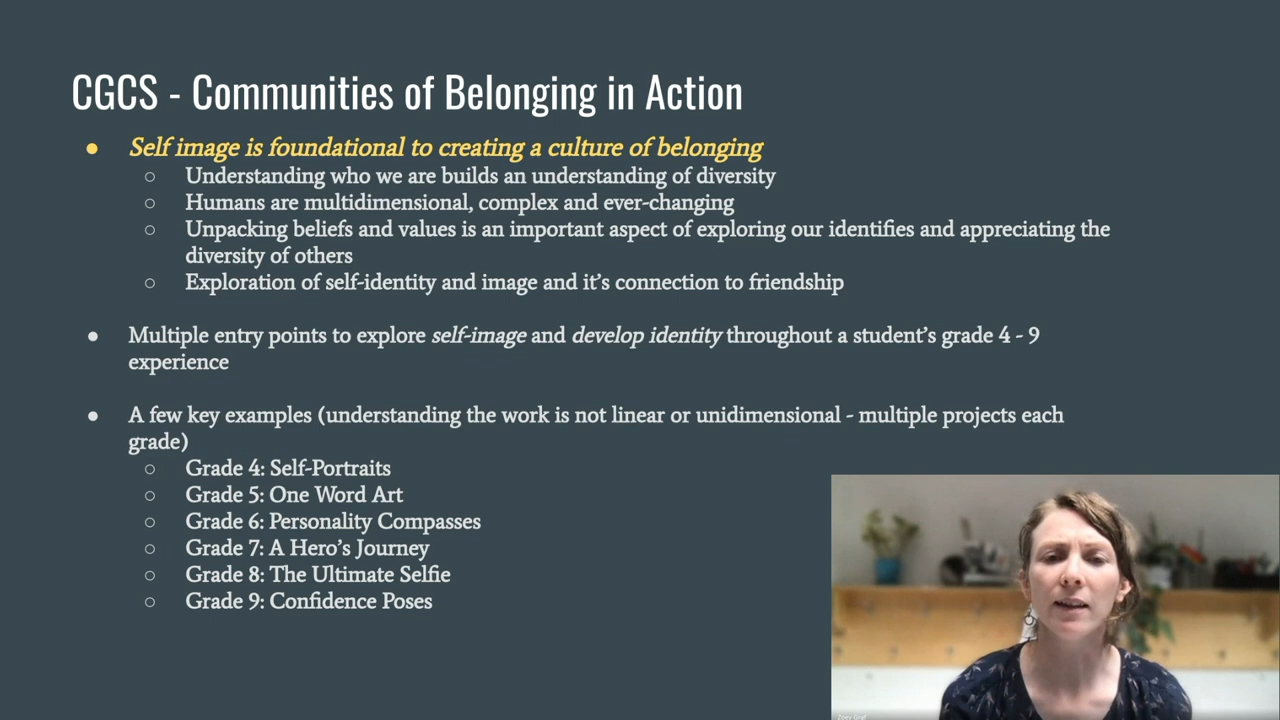 CGCS - Communities of Belonging in Action
● Self image is foundational to creating a culture of belonging
○ Understanding who we are builds an understanding of diversity
○ Humans are multidimensional, complex and ever-changing
○ Unpacking beliefs and values is an important aspect of exploring our identifies and appreciating the
diversity of others
○ Exploration of self-identity and image and it’s connection to friendship
● Multiple entry points to explore self-image and develop identity throughout a student’s grade 4 - 9
experience
● A few key examples (understanding the work is not linear or unidimensional - multiple projects each
grade)
○ Grade 4: Self-Portraits
○ Grade 5: One Word Art
○ Grade 6: Personality Compasses
○ Grade 7: A Hero’s Journey
○ Grade 8: The Ultimate Selfie
○ Grade 9: Confidence Poses
Zoey Graf